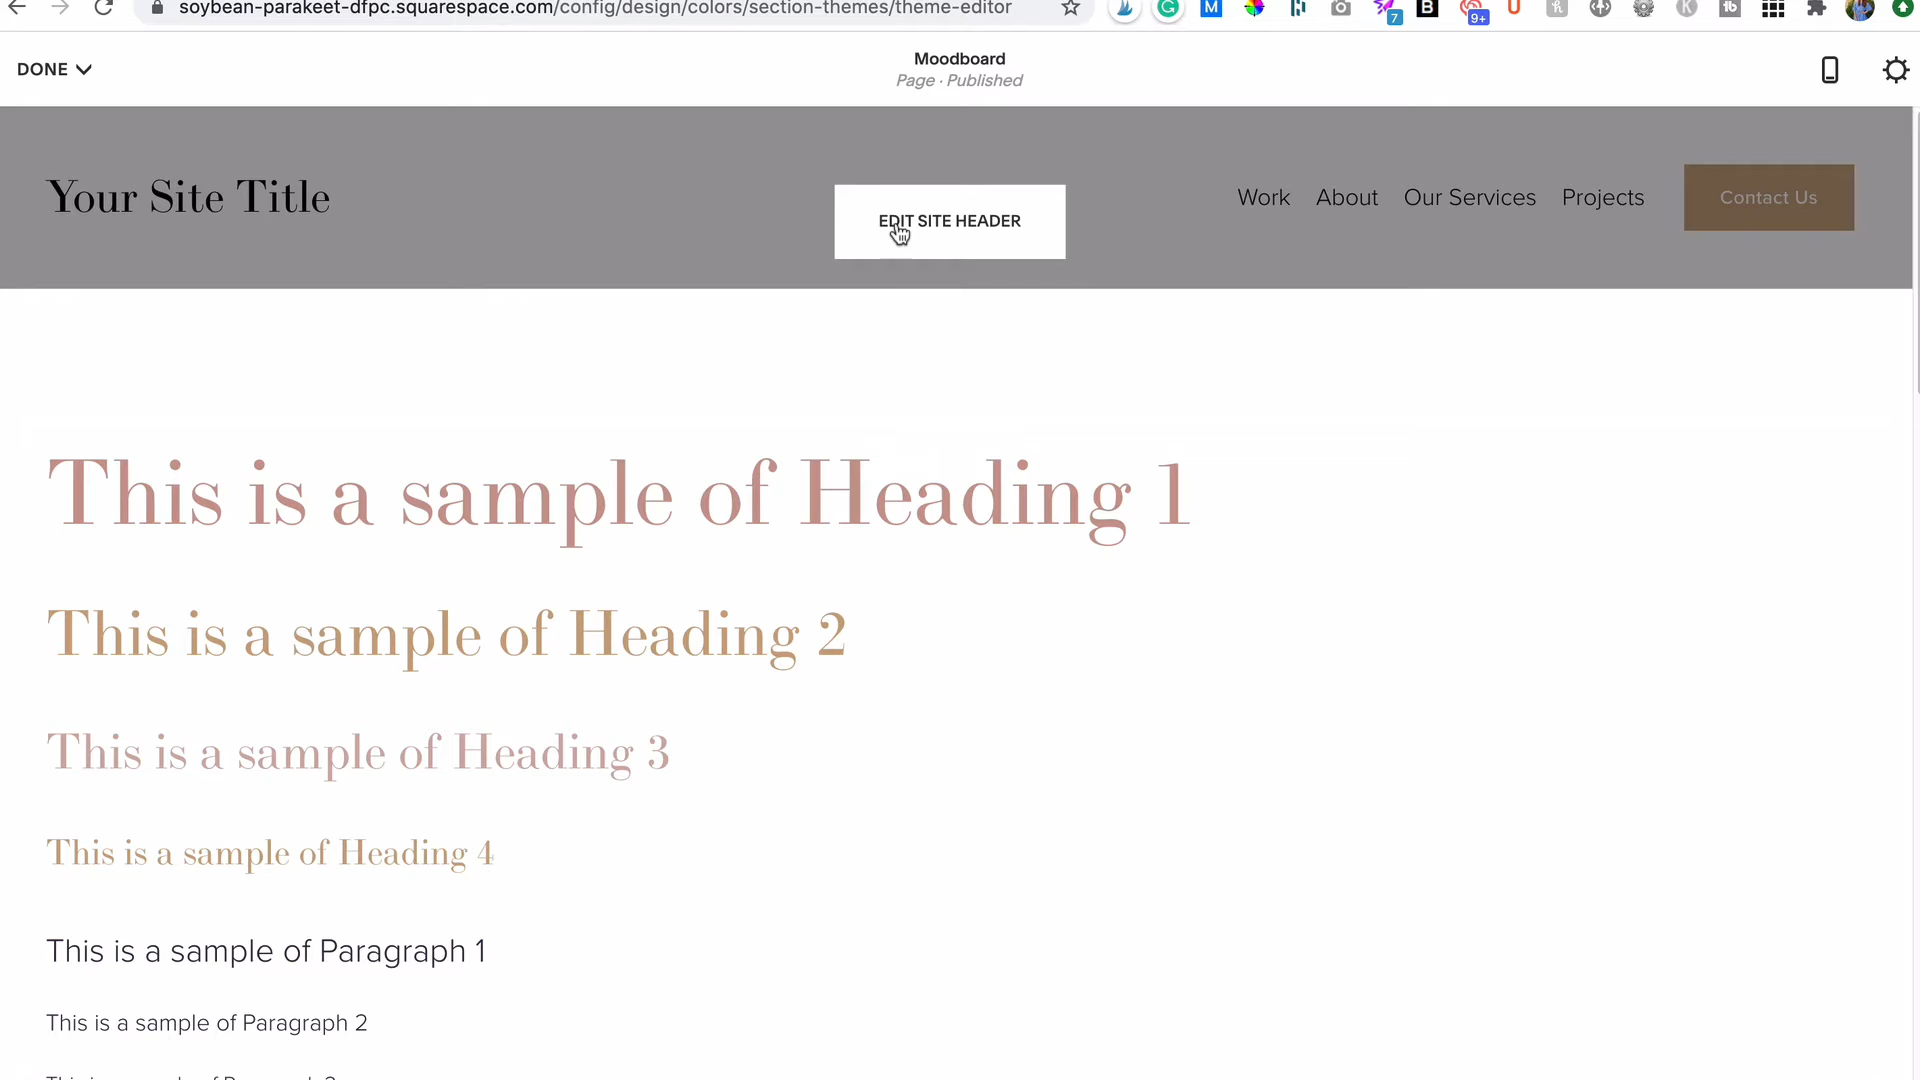 soybean-parakeet-dfpc.squarespace.com/config/design/colors/section-themes/theme-editor
7
9+
DONE
Moodboard
Page · Published
Your Site Title
EDIT SITE HEADER
Work About Our Services Projects Contact Us
This is a sample of Heading 1
This is a sample of Heading 2
This is a sample of Heading 3
This is a sample of Heading 4
This is a sample of Paragraph 1
This is a sample of Paragraph 2